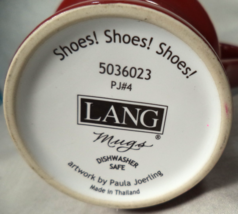 Shoes! Shoes! Shoes!
5036023
PJ#4
LANG
®
Mugs
DISHWASHER
SAFE
artwork by Paula Joerling
Made in Thailand